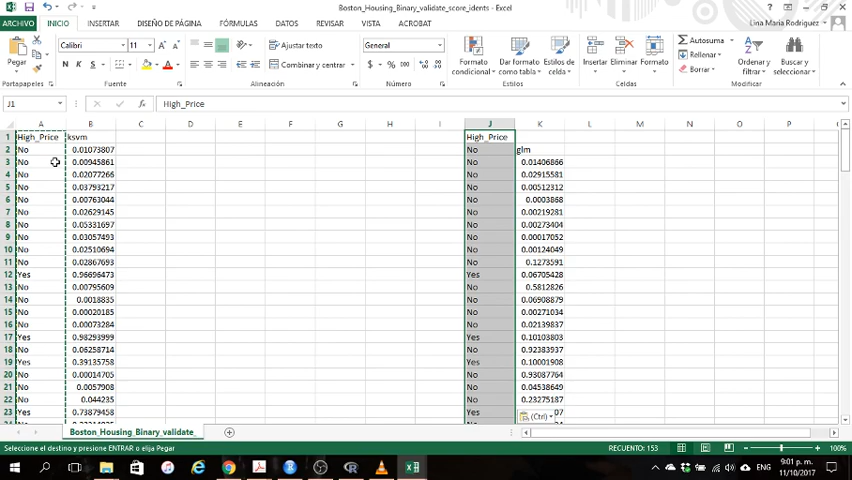 Boston_Housing_Binary_validate_score_idents - Excel
ARCHIVO INICIO INSERTAR DISEÑO DE PÁGINA FÓRMULAS DATOS REVISAR VISTA ACROBAT Lina Maria Rodriguez
Calibri 11 Ajustar texto General Autosuma
Pegar Rellenar
N K S Combinar y centrar $ % 000 Formato condicional Dar formato como tabla Estilos de celda Insertar Eliminar Formato Borrar Ordenar y filtrar Buscar y seleccionar
Portapapeles Fuente Alineación Número Estilos Celdas Modificar
J1 High_Price
A B C D E F G H I J K L M N O P
1 High_Price ksvm High_Price
2 No 0.01073807 No glm
3 No 0.00945861 No 0.01406866
4 No 0.02077266 No 0.02915581
5 No 0.03793217 No 0.00512312
6 No 0.00763044 No 0.0003868
7 No 0.02629145 No 0.00219281
8 No 0.05331697 No 0.00273404
9 No 0.03057493 No 0.00017052
10 No 0.02510694 No 0.00124049
11 No 0.02867693 No 0.1273591
12 Yes 0.96696473 Yes 0.06705428
13 No 0.00795609 No 0.5812826
14 No 0.0018835 No 0.06908879
15 No 0.00020185 No 0.00271034
16 No 0.00073284 No 0.02139837
17 Yes 0.98293999 Yes 0.10103803
18 No 0.06258714 No 0.92383937
19 Yes 0.39135758 Yes 0.10001908
20 No 0.00014705 No 0.93087764
21 No 0.0057908 No 0.04538649
22 No 0.044235 No 0.23275187
23 Yes 0.73879458 Yes (Ctrl) 07
Boston_Housing_Binary_validate_
Seleccione el destino y presione ENTRAR o elija Pegar RECUENTO: 153 100%
ENG 9:01 p. m.
11/10/2017